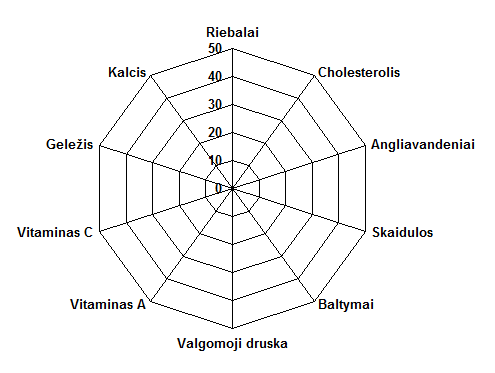 Riebalai
50
Kalcis
Cholesterolis
40
30
Geležis
Angliavandeniai
20
10
0
Vitaminas C
Skaidulos
Vitaminas A
Baltymai
Valgomoji druska